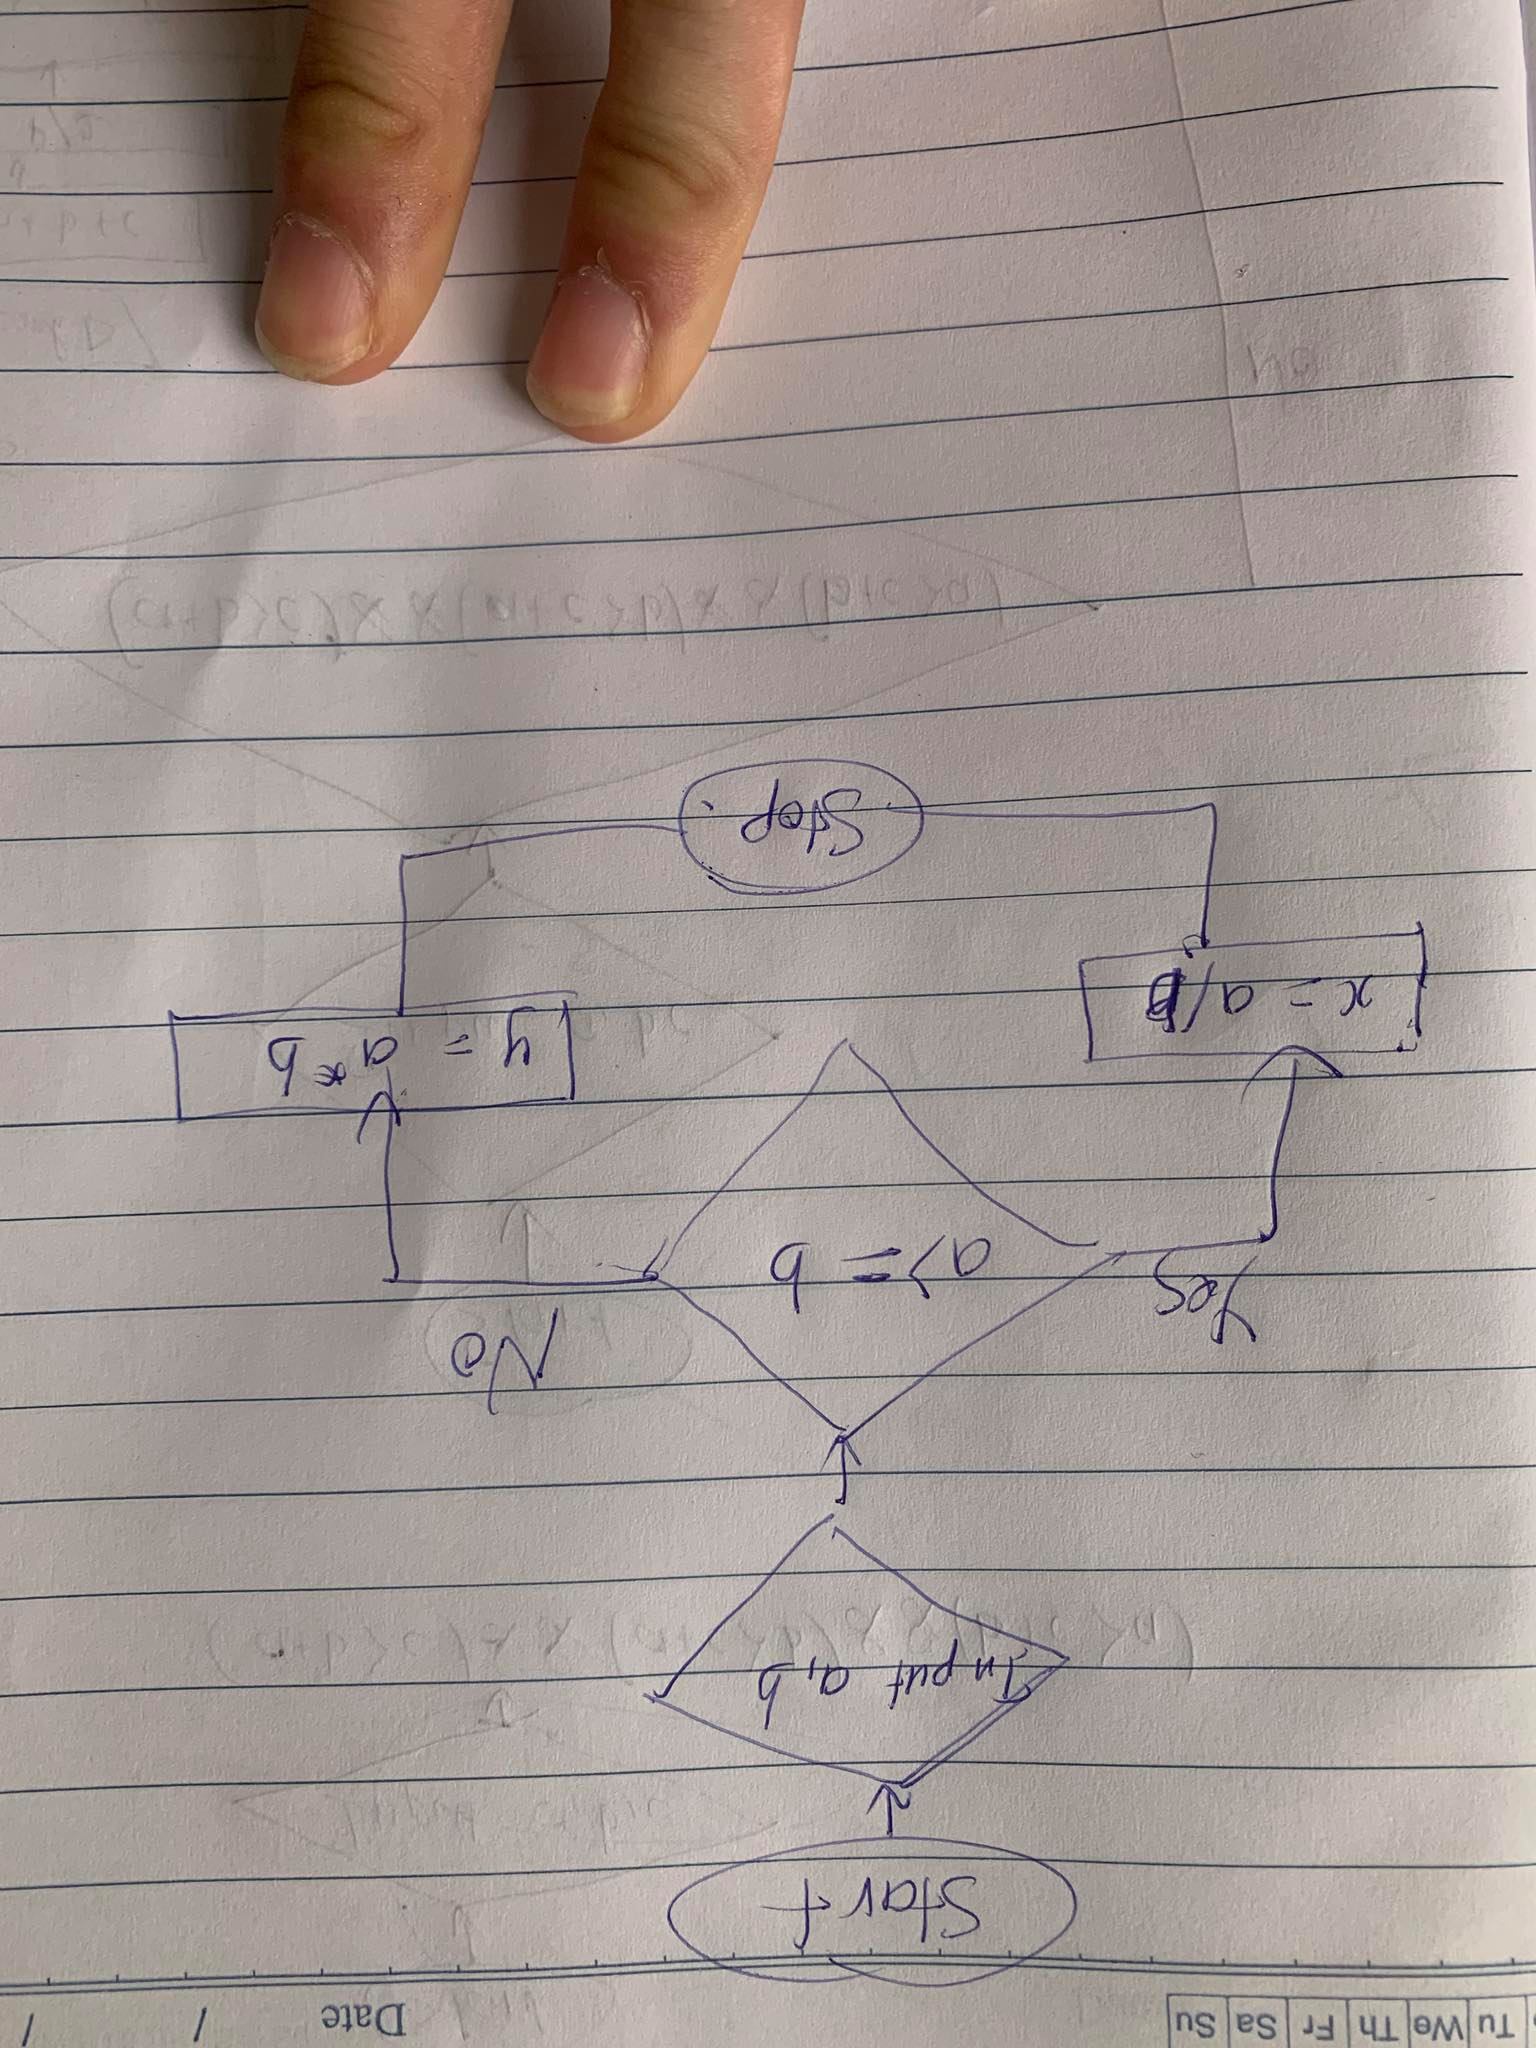 Tu We Th Fr Sa Su
Date / /
Start
Input a, b
Yes
No
a>= b
x = a/b
y = a*b
Stop.